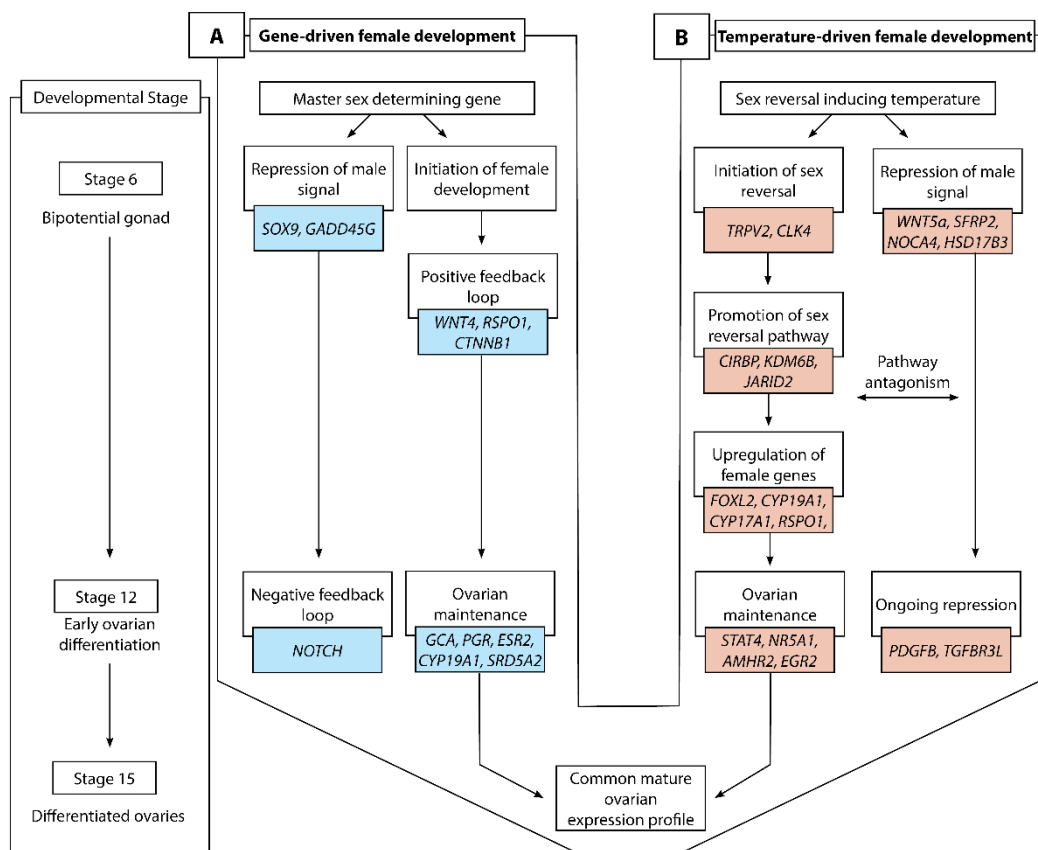 A
Gene-driven female development
B
Temperature-driven female development
Developmental Stage
Stage 6
Bipotential gonad
Stage 12
Early ovarian
differentiation
Stage 15
Differentiated ovaries
Master sex determining gene
Repression of male
signal
SOX9, GADD45G
Initiation of female
development
Positive feedback
loop
WNT4, RSPO1,
CTNNB1
Negative feedback
loop
NOTCH
Ovarian
maintenance
GCA, PGR, ESR2,
CYP19A1, SRD5A2
Sex reversal inducing temperature
Initiation of sex
reversal
TRPV2, CLK4
Repression of male
signal
WNT5a, SFRP2,
NOCA4, HSD17B3
Promotion of sex
reversal pathway
CIRBP, KDM6B,
JARID2
Pathway
antagonism
Upregulation of
female genes
FOXL2, CYP19A1,
CYP17A1, RSPO1,
Ovarian
maintenance
STAT4, NR5A1,
AMHR2, EGR2
Ongoing repression
PDGFB, TGFBR3L
Common mature
ovarian
expression profile